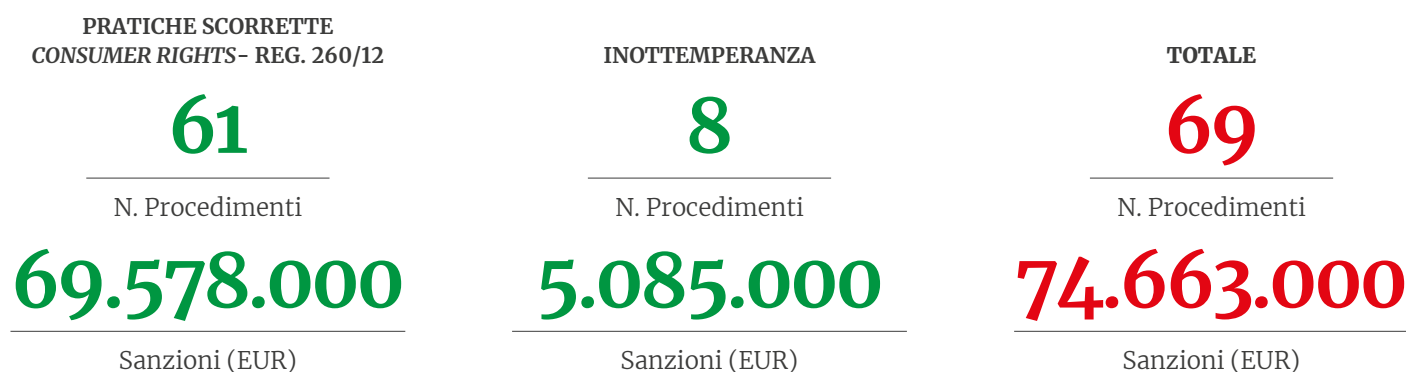 PRATICHE SCORRETTE
CONSUMER RIGHTS- REG. 260/12
61
N. Procedimenti
69.578.000
Sanzioni (EUR)
INOTTEMPERANZA
8
N. Procedimenti
5.085.000
Sanzioni (EUR)
TOTALE
69
N. Procedimenti
74.663.000
Sanzioni (EUR)